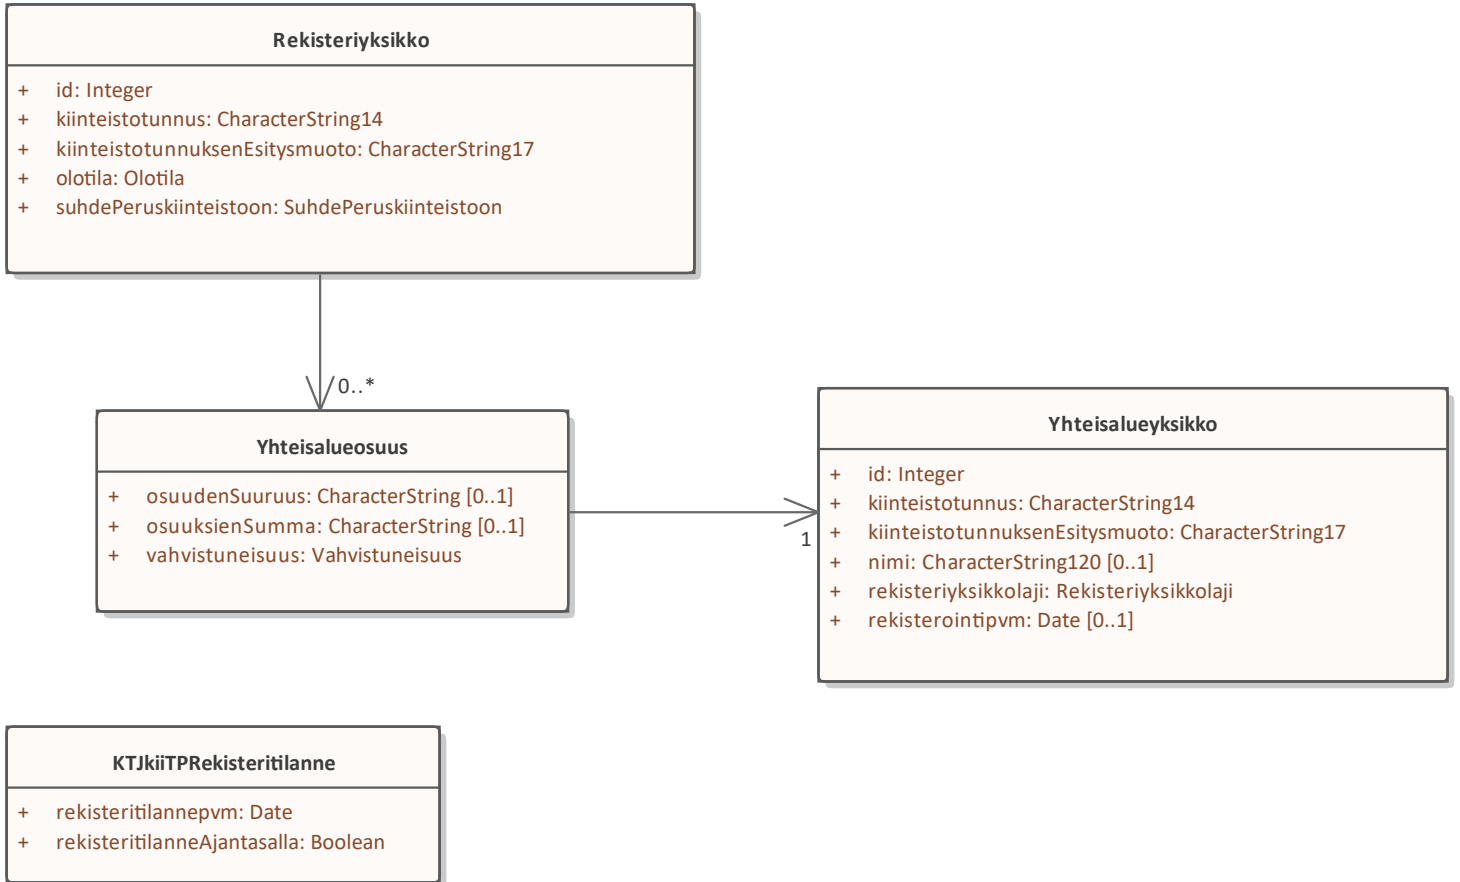 Rekisteriyksikko
+ id: Integer
+ kiinteistotunnus: CharacterString14
+ kiinteistotunnuksenEsitysmuoto: CharacterString17
+ olotila: Olotila
+ suhdePeruskiinteistoon: SuhdePeruskiinteistoon
0..*
Yhteisalueosuus
+ osuudenSuuruus: CharacterString [0..1]
+ osuuksienSumma: CharacterString [0..1]
+ vahvistuneisuus: Vahvistuneisuus
1
Yhteisalueyksikko
+ id: Integer
+ kiinteistotunnus: CharacterString14
+ kiinteistotunnuksenEsitysmuoto: CharacterString17
+ nimi: CharacterString120 [0..1]
+ rekisteriyksikkolaji: Rekisteriyksikkolaji
+ rekisterointipvm: Date [0..1]
KTJkiiTPRekisteritilanne
+ rekisteritilannepvm: Date
+ rekisteritilanneAjantasalla: Boolean